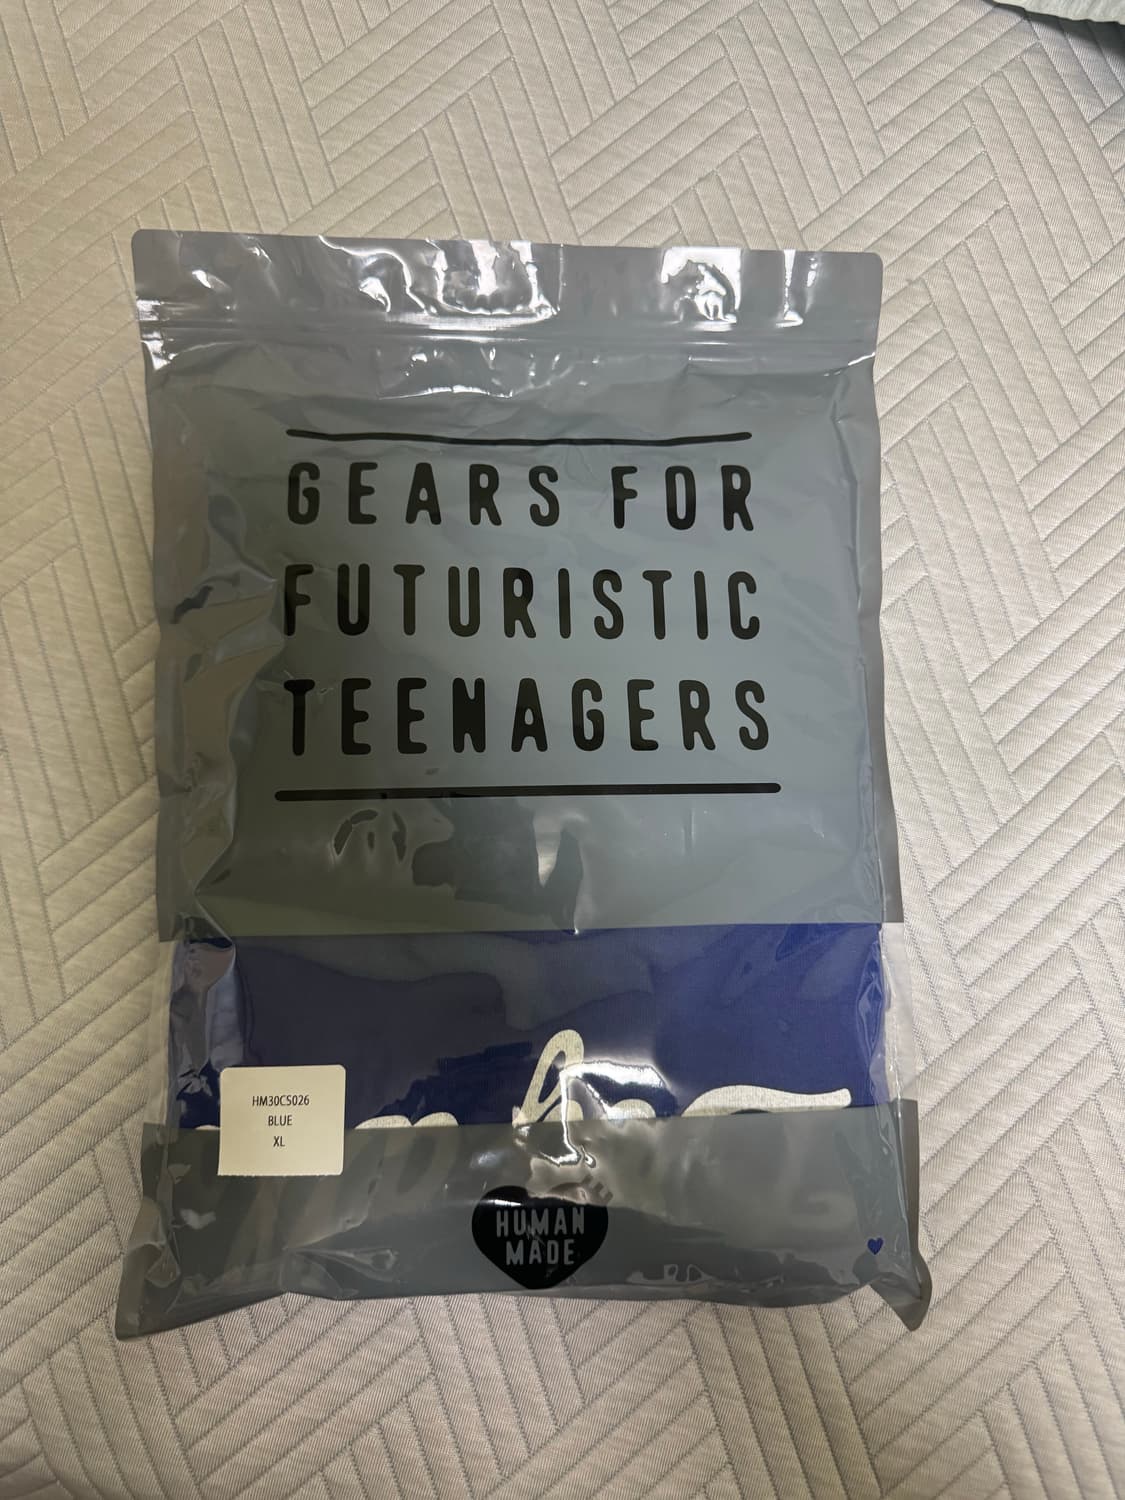 GEARS FOR
FUTURISTIC
TEENAGERS
HM30CS026
BLUE
XL
HUMAN
MADE